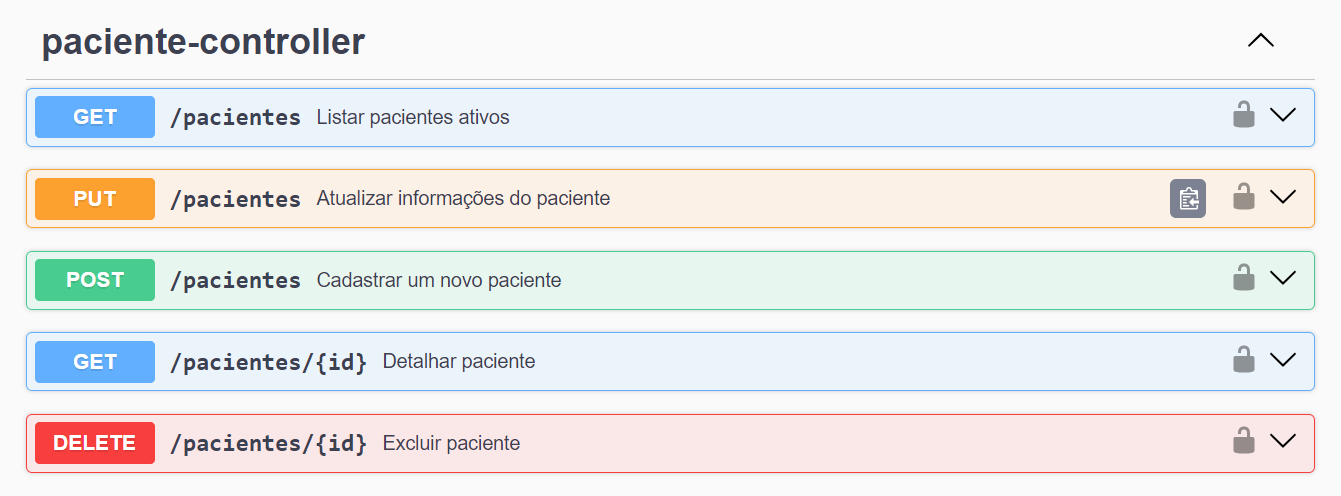 paciente-controller
GET /pacientes Listar pacientes ativos
PUT /pacientes Atualizar informações do paciente
POST /pacientes Cadastrar um novo paciente
GET /pacientes/{id} Detalhar paciente
DELETE /pacientes/{id} Excluir paciente